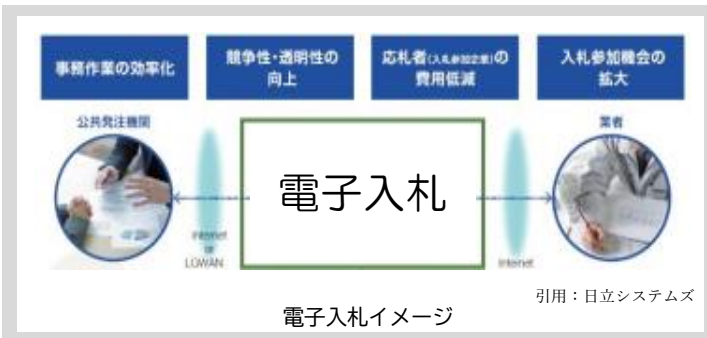 事務作業の効率化
競争性・透明性の
向上
応札者(入札参加企業)の
費用低減
入札参加機会の
拡大
公共発注機関
業者
電子入札
Internet
or
LGWAN
Internet
引用:日立システムズ
電子入札イメージ